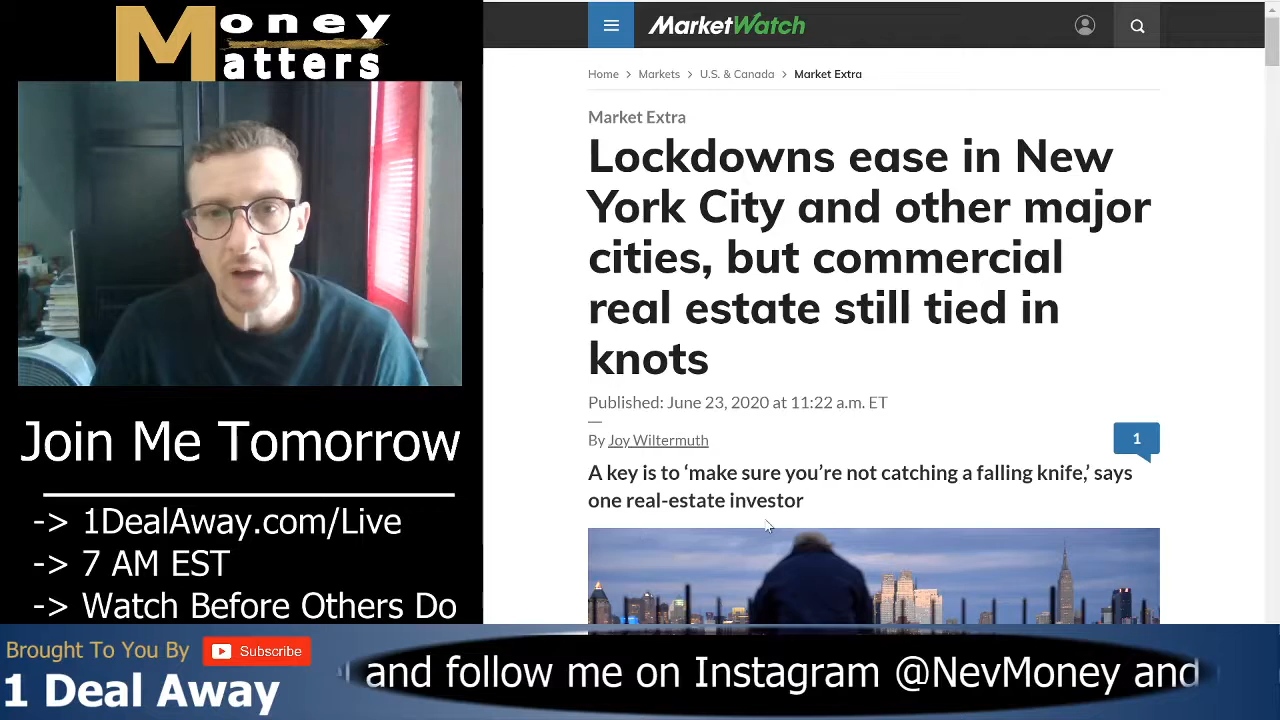 Money
Matters
Join Me Tomorrow
-> 1DealAway.com/Live
-> 7 AM EST
-> Watch Before Others Do
MarketWatch
Home > Markets > U.S. & Canada > Market Extra
Market Extra
Lockdowns ease in New
York City and other major
cities, but commercial
real estate still tied in
knots
Published: June 23, 2020 at 11:22 a.m. ET
By Joy Wiltermuth
1
A key is to ‘make sure you’re not catching a falling knife,’ says
one real-estate investor
Brought To You By
Subscribe
1 Deal Away
and follow me on Instagram @NevMoney and